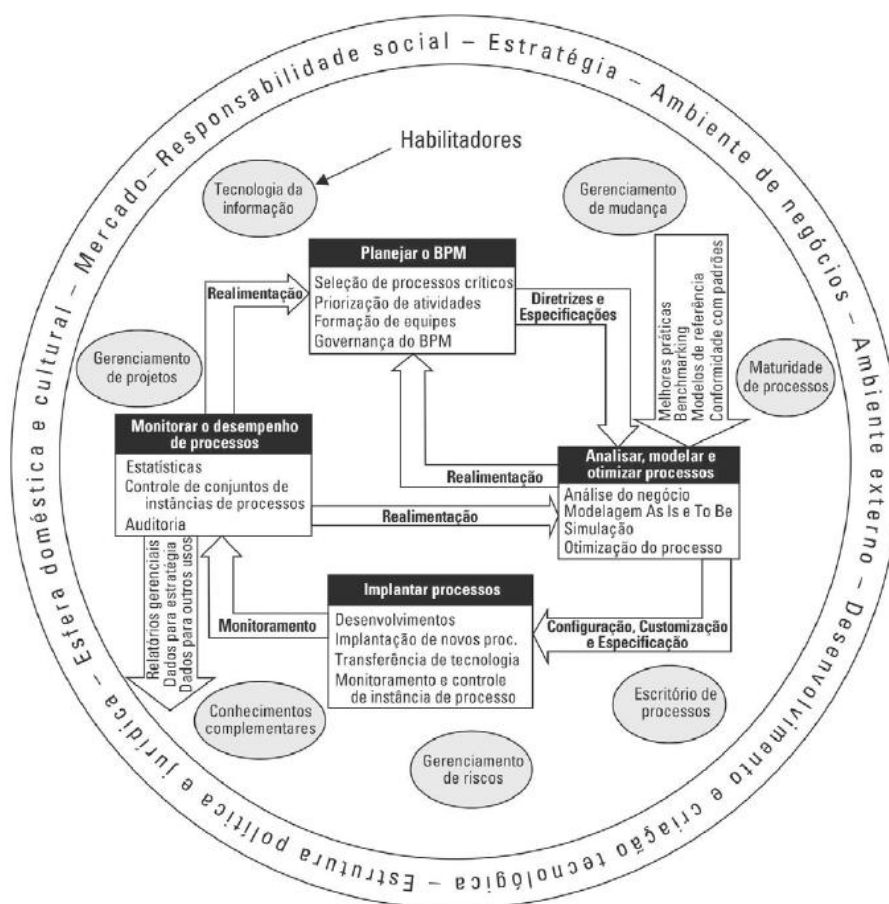 Esfera doméstica e cultural – Mercado – Responsabilidade social – Estratégia – Ambiente de negócios – Ambiente externo – Desenvolvimento e criação tecnológica – Estrutura política e jurídica –
Habilitadores
Tecnologia da
informação
Gerenciamento
de mudança
Planejar o BPM
Seleção de processos críticos
Priorização de atividades
Formação de equipes
Governança do BPM
Realimentação
Diretrizes e
Especificações
Melhores práticas
Benchmarking
Modelos de referência
Conformidade com padrões
Gerenciamento
de projetos
Maturidade
de processos
Monitorar o desempenho
de processos
Estatísticas
Controle de conjuntos de
instâncias de processos
Auditoria
Realimentação
Realimentação
Analisar, modelar e
otimizar processos
Análise do negócio
Modelagem As Is e To Be
Simulação
Otimização do processo
Relatórios gerenciais
Dados para estratégia
Dados para outros usos
Monitoramento
Implantar processos
Desenvolvimentos
Implantação de novos proc.
Transferência de tecnologia
Monitoramento e controle
de instância de processo
Configuração, Customização
e Especificação
Conhecimentos
complementares
Gerenciamento
de riscos
Escritório de
processos